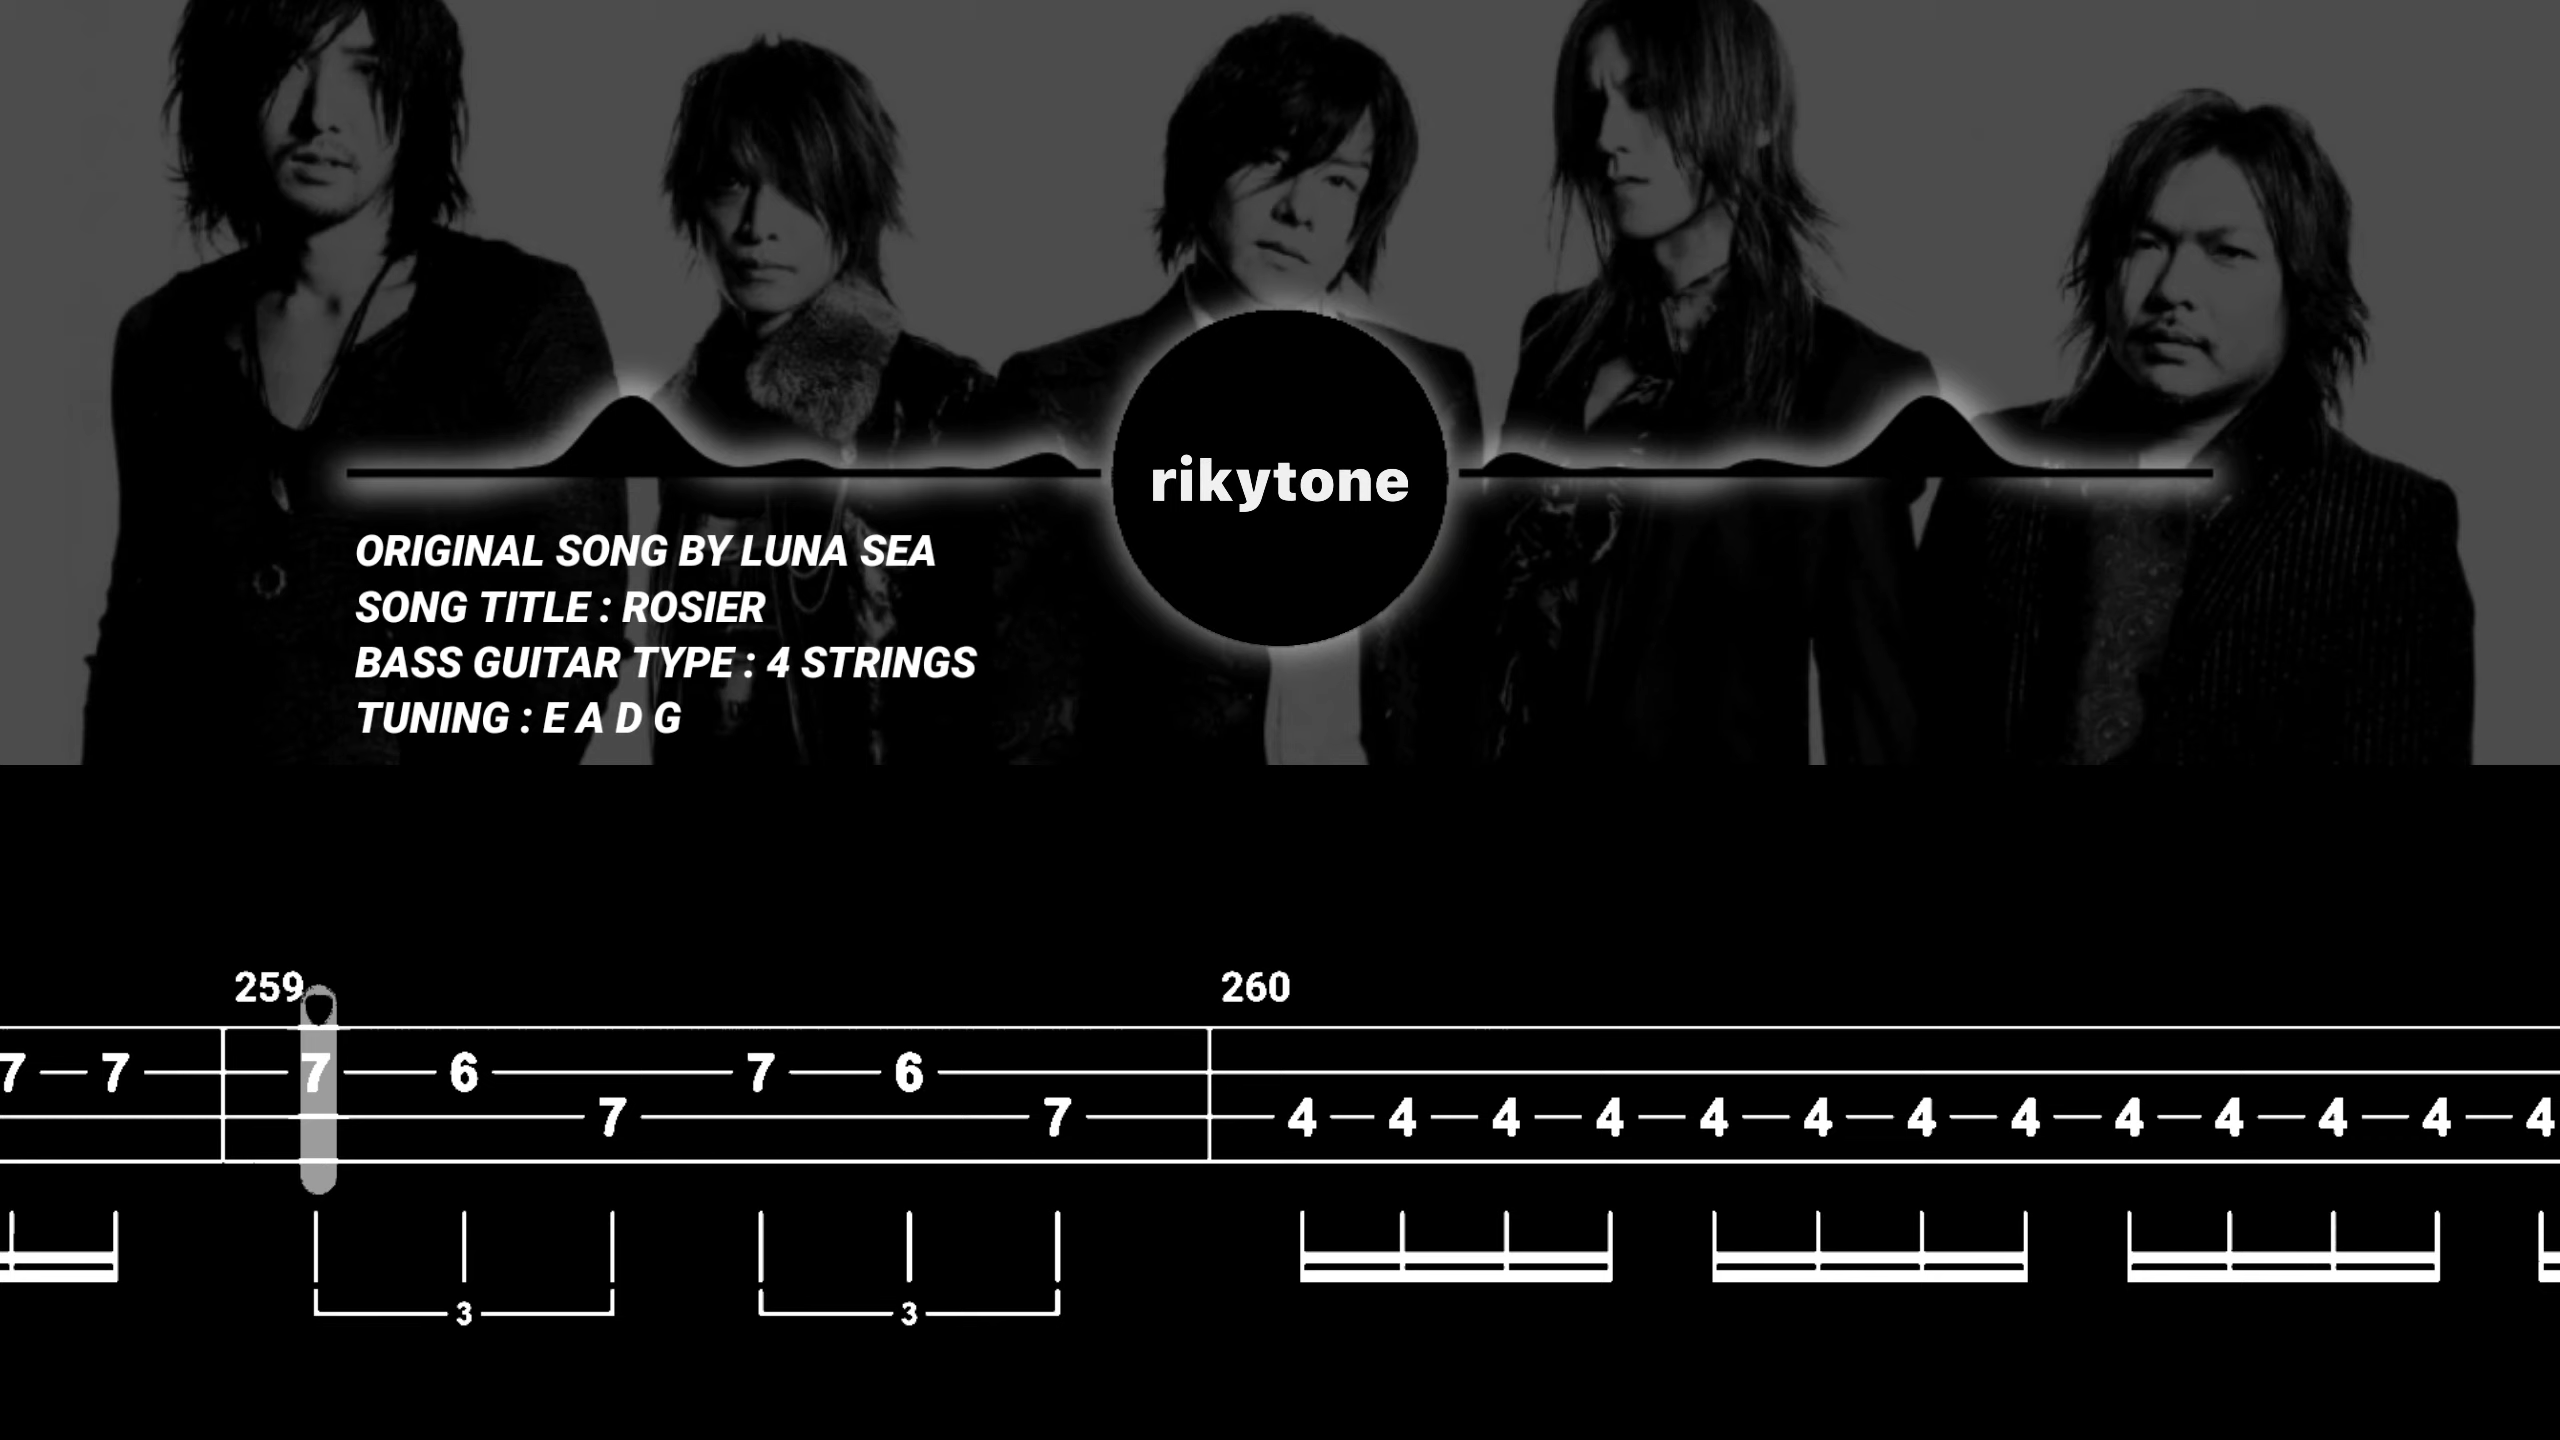 rikytone
ORIGINAL SONG BY LUNA SEA
SONG TITLE : ROSIER
BASS GUITAR TYPE : 4 STRINGS
TUNING : E A D G
259 260
7 7 7 6 7 6
7 7 4 4 4 4 4 4 4 4 4 4 4 4 4
3 3